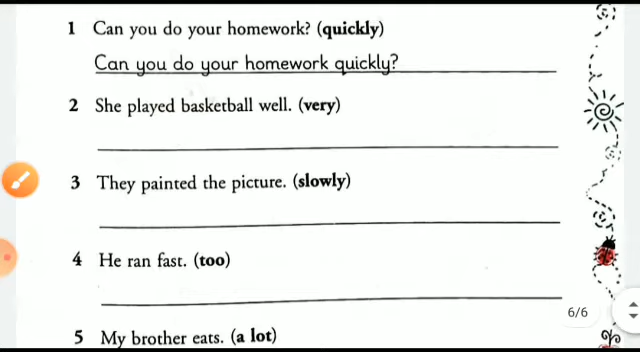 1 Can you do your homework? (quickly)
Can you do your homework quickly?
2 She played basketball well. (very)
3 They painted the picture. (slowly)
4 He ran fast. (too)
6/6
5 My brother eats. (a lot)